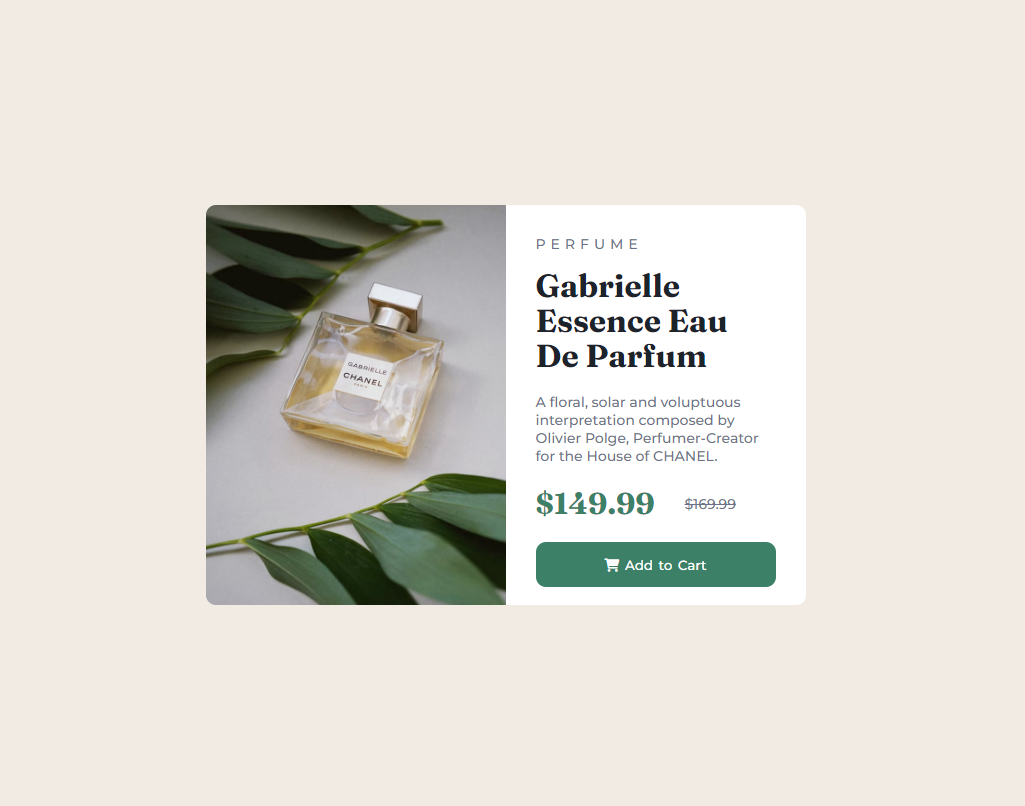 GABRIELLE
CHANEL
PARIS
PERFUME
Gabrielle
Essence Eau
De Parfum
A floral, solar and voluptuous
interpretation composed by
Olivier Polge, Perfumer-Creator
for the House of CHANEL.
$149.99 $169.99
Add to Cart